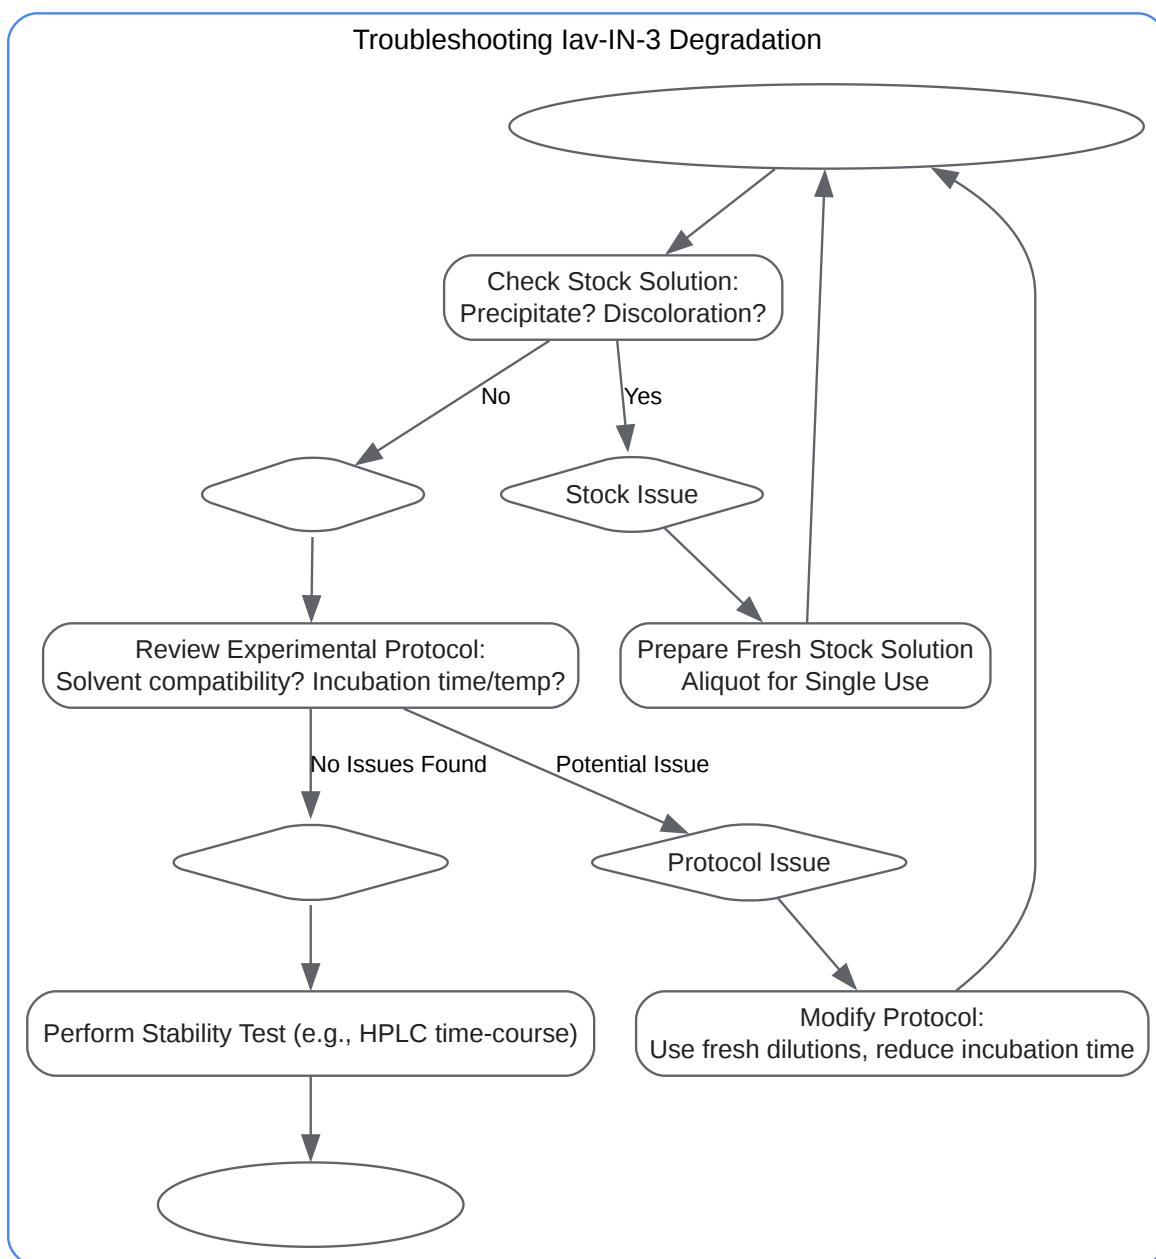 Troubleshooting Iav-IN-3 Degradation
Check Stock Solution:
Precipitate? Discoloration?
No
Yes
Stock Issue
Review Experimental Protocol:
Solvent compatibility? Incubation time/temp?
Prepare Fresh Stock Solution
Aliquot for Single Use
No Issues Found
Potential Issue
Protocol Issue
Perform Stability Test (e.g., HPLC time-course)
Modify Protocol:
Use fresh dilutions, reduce incubation time